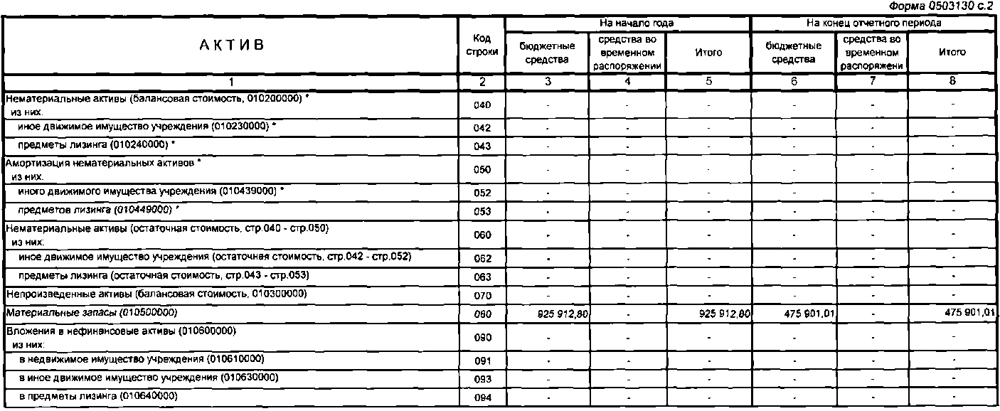 Форма 0503130 с.2
А К Т И В
Код
строки
На начало года
На конец отчетного периода
бюджетные
средства
средства во
временном
распоряжении
Итого
бюджетные
средства
средства во
временном
распоряжени
Итого
1 2 3 4 5 6 7 8
Нематериальные активы (балансовая стоимость, 010200000) *
из них: 040 - - - - - -
иное движимое имущество учреждения (010230000) * 042 - - - - - -
предметы лизинга (010240000) * 043 - - - - - -
Амортизация нематериальных активов *
из них: 050 - - - - - -
иного движимого имущества учреждения (010439000) * 052 - - - - - -
предметов лизинга (010449000) * 053 - - - - - -
Нематериальные активы (остаточная стоимость, стр.040 - стр.050)
из них: 060 - - - - - -
иное движимое имущество учреждения (остаточная стоимость, стр.042 - стр.052) 062 - - - - - -
предметы лизинга (остаточная стоимость, стр.043 - стр.053) 063 - - - - - -
Непроизведенные активы (балансовая стоимость, 010300000) 070 - - - - - -
Материальные запасы (010500000) 080 925 912,80 - 925 912,80 475 901,01 - 475 901,01
Вложения в нефинансовые активы (010600000)
из них: 090 - - - - - -
в недвижимое имущество учреждения (010610000) 091 - - - - - -
в иное движимое имущество учреждения (010630000) 093 - - - - - -
в предметы лизинга (010640000) 094 - - - - - -